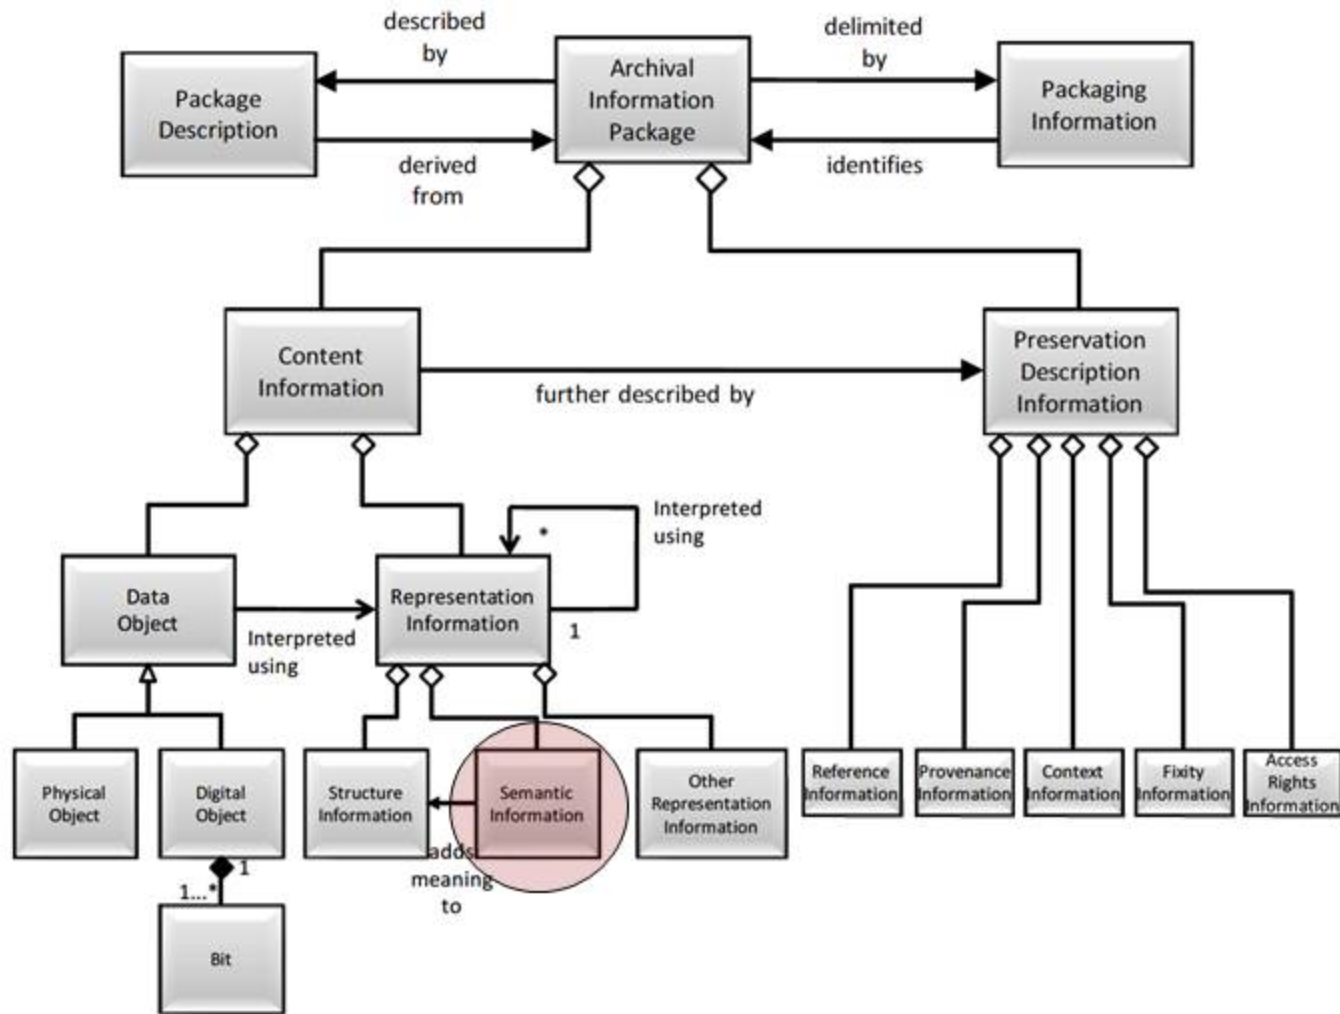 described
by
delimited
by
Package
Description
Archival
Information
Package
Packaging
Information
derived
from
identifies
Content
Information
further described by
Preservation
Description
Information
Data
Object
Interpreted
using
Representation
Information
*
Interpreted
using
1
Physical
Object
Digital
Object
Structure
Information
Semantic
Information
Other
Representation
Information
Reference
Information
Provenance
Information
Context
Information
Fixity
Information
Access
Rights
Information
adds
meaning
to
1
1...*
Bit